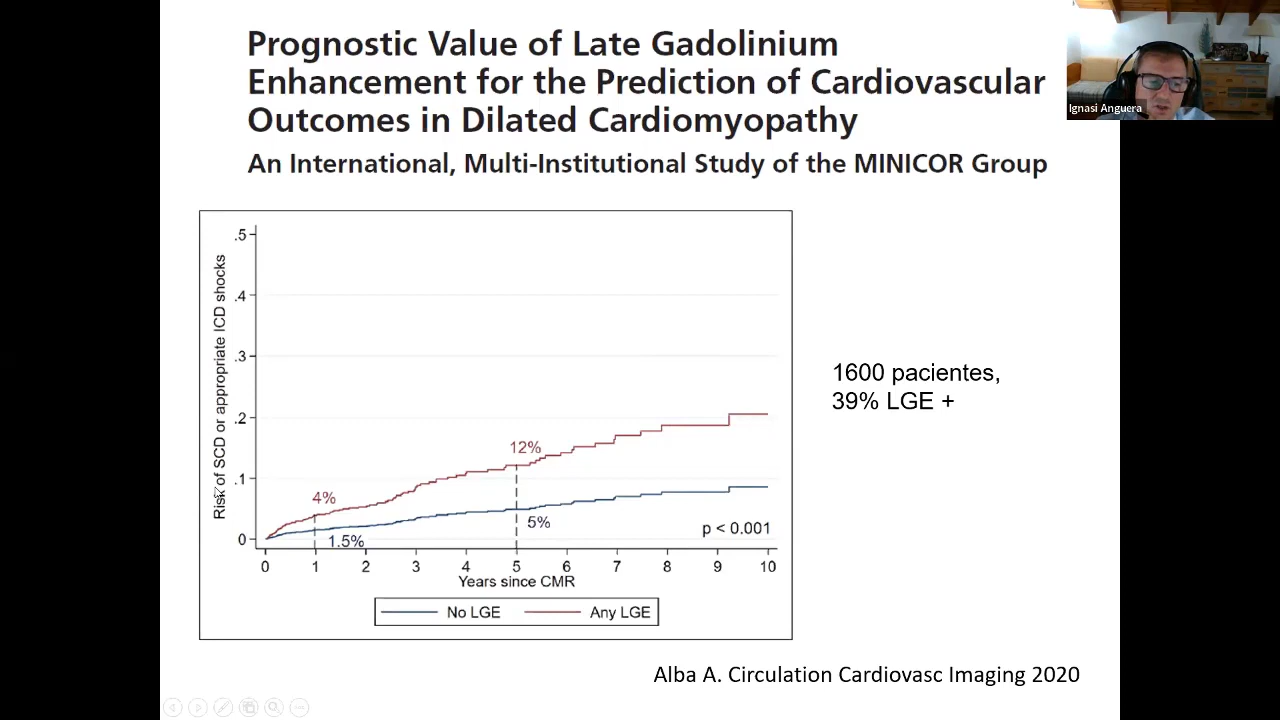 Prognostic Value of Late Gadolinium
Enhancement for the Prediction of Cardiovascular
Outcomes in Dilated Cardiomyopathy
An International, Multi-Institutional Study of the MINICOR Group
Ignasi Anguera
Risk of SCD or appropriate ICD shocks
.5
.4
.3
.2
.1
0
12%
4%
5%
1.5%
p < 0.001
0 1 2 3 4 5 6 7 8 9 10
Years since CMR
No LGE Any LGE
1600 pacientes,
39% LGE +
Alba A. Circulation Cardiovasc Imaging 2020